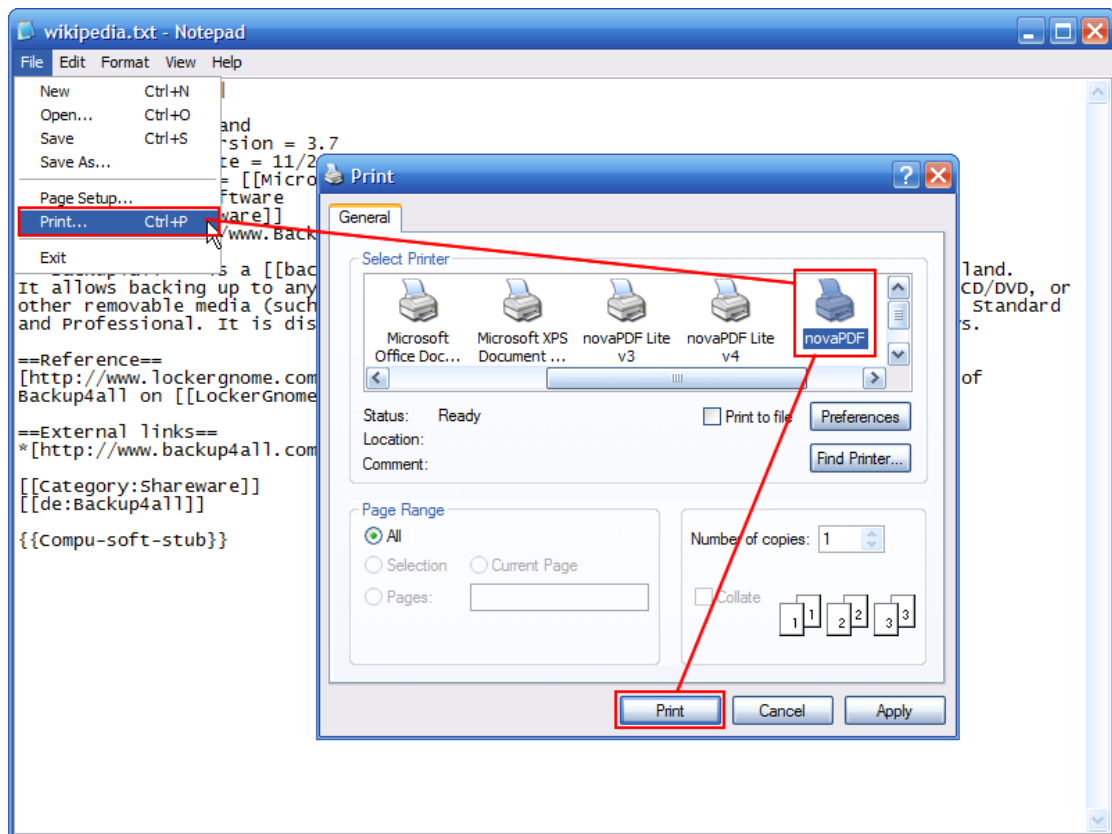 wikipedia.txt - Notepad
File Edit Format View Help
New Ctrl+N
Open... Ctrl+O
Save Ctrl+S
Save As...
Page Setup...
Print... Ctrl+P
Exit
and
= 3.7
= 11/2
= [[Micro
ware]]
/www.Back
a [[bac
land.
It allows backing up to any
CD/DVD, or
other removable media (such
Standard
and Professional. It is dis
==Reference==
[http://www.lockergnome.com
of
Backup4all on [[LockerGnome
==External links==
*[http://www.backup4all.com
[[Category:Shareware]]
[[de:Backup4all]]
{{Compu-soft-stub}}
Print
General
Select Printer
Microsoft Office Doc...
Microsoft XPS Document ...
novaPDF Lite v3
novaPDF Lite v4
novaPDF
Status: Ready
Print to file
Preferences
Location:
Comment:
Find Printer...
Page Range
All
Selection
Current Page
Pages:
Number of copies: 1
Collate
1 1 2 2 3 3
Print
Cancel
Apply